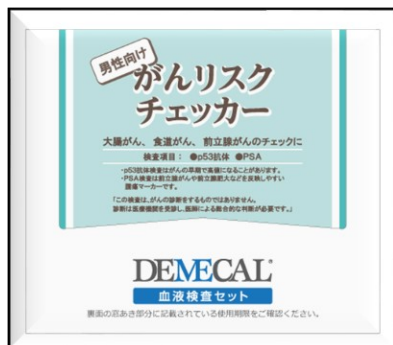 男性向け
がんリスク
チェッカー
大腸がん、食道がん、前立腺がんのチェックに
検査項目： ●p53抗体 ●PSA
・p53抗体検査はがんの早期で高値になることがあります。
・PSA検査は前立腺がんや前立腺肥大などを反映しやすい
腫瘍マーカーです。
「この検査は、がんの診断をするものではありません。
診断は医療機関を受診し、医師による総合的な判断が必要です。」
DEMECAL®
血液検査セット
裏面の窓あき部分に記載されている使用期限をご確認ください。